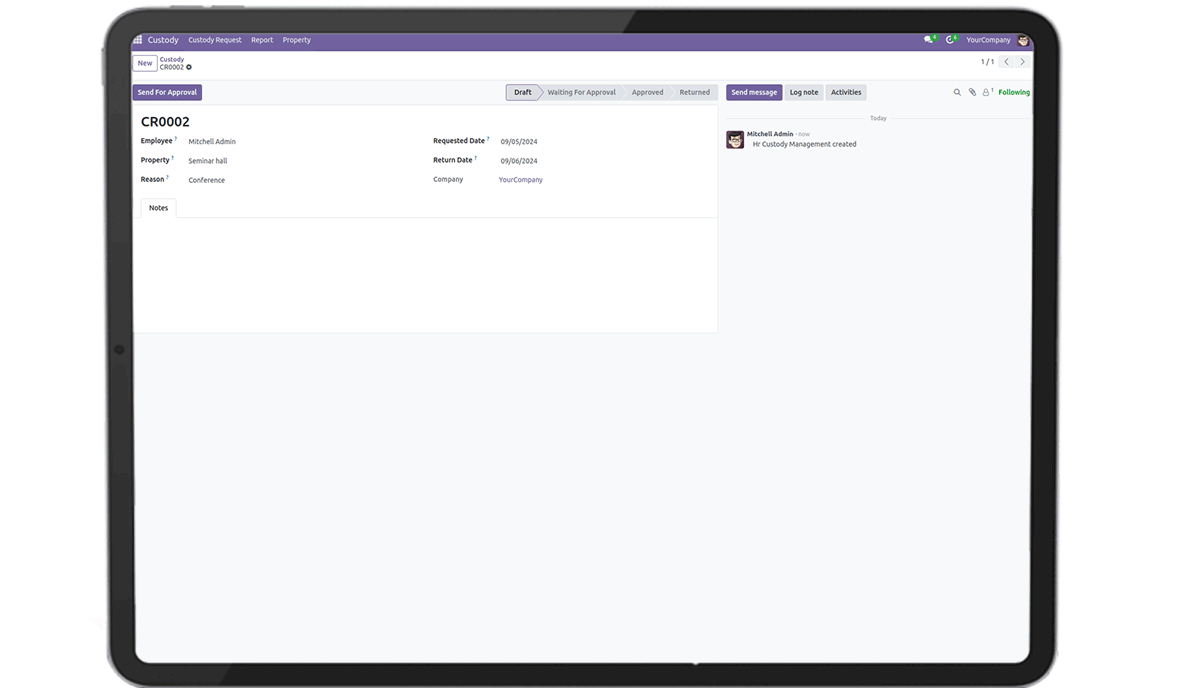 Custody Custody Request Report Property 4 6 YourCompany
New Custody 1 / 1
CR0002
Send For Approval Draft Waiting For Approval Approved Returned Send message Log note Activities 1 Following
CR0002
Today
Employee ? Mitchell Admin Requested Date ? 09/05/2024
Mitchell Admin - now
Hr Custody Management created
Property ? Seminar hall Return Date ? 09/06/2024
Reason ? Conference Company YourCompany
Notes